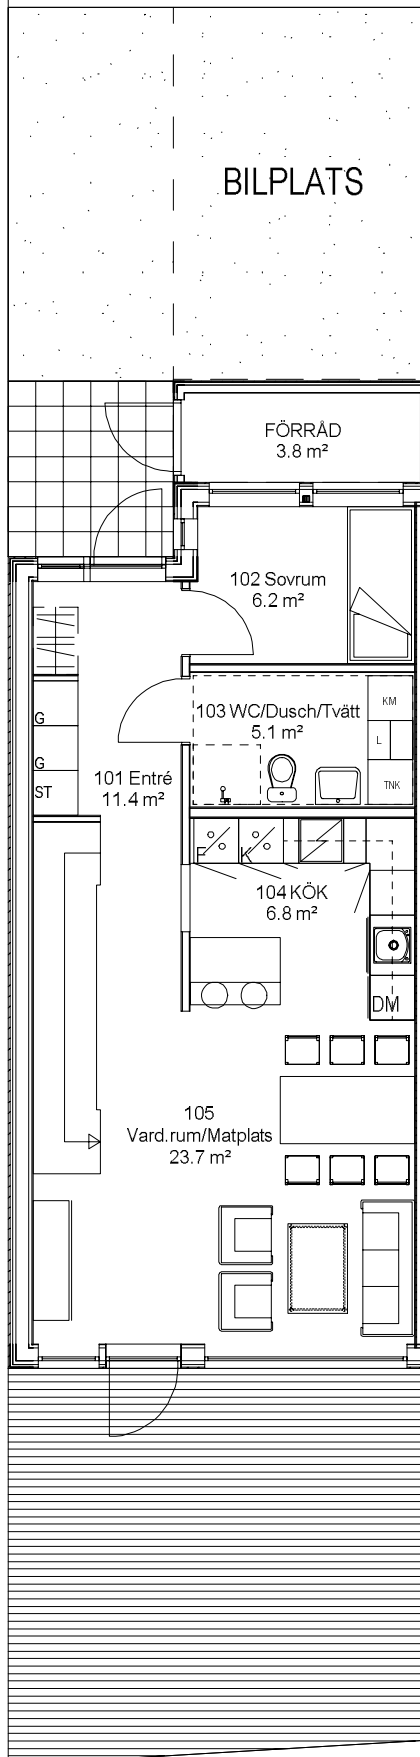 BILPLATS
FÖRRÅD
3.8 m²
102 Sovrum
6.2 m²
KM
103 WC/Dusch/Tvätt
5.1 m²
L
TNK
G
G
ST
101 Entré
11.4 m²
F
K
104 KÖK
6.8 m²
DM
105
Vard.rum/Matplats
23.7 m²